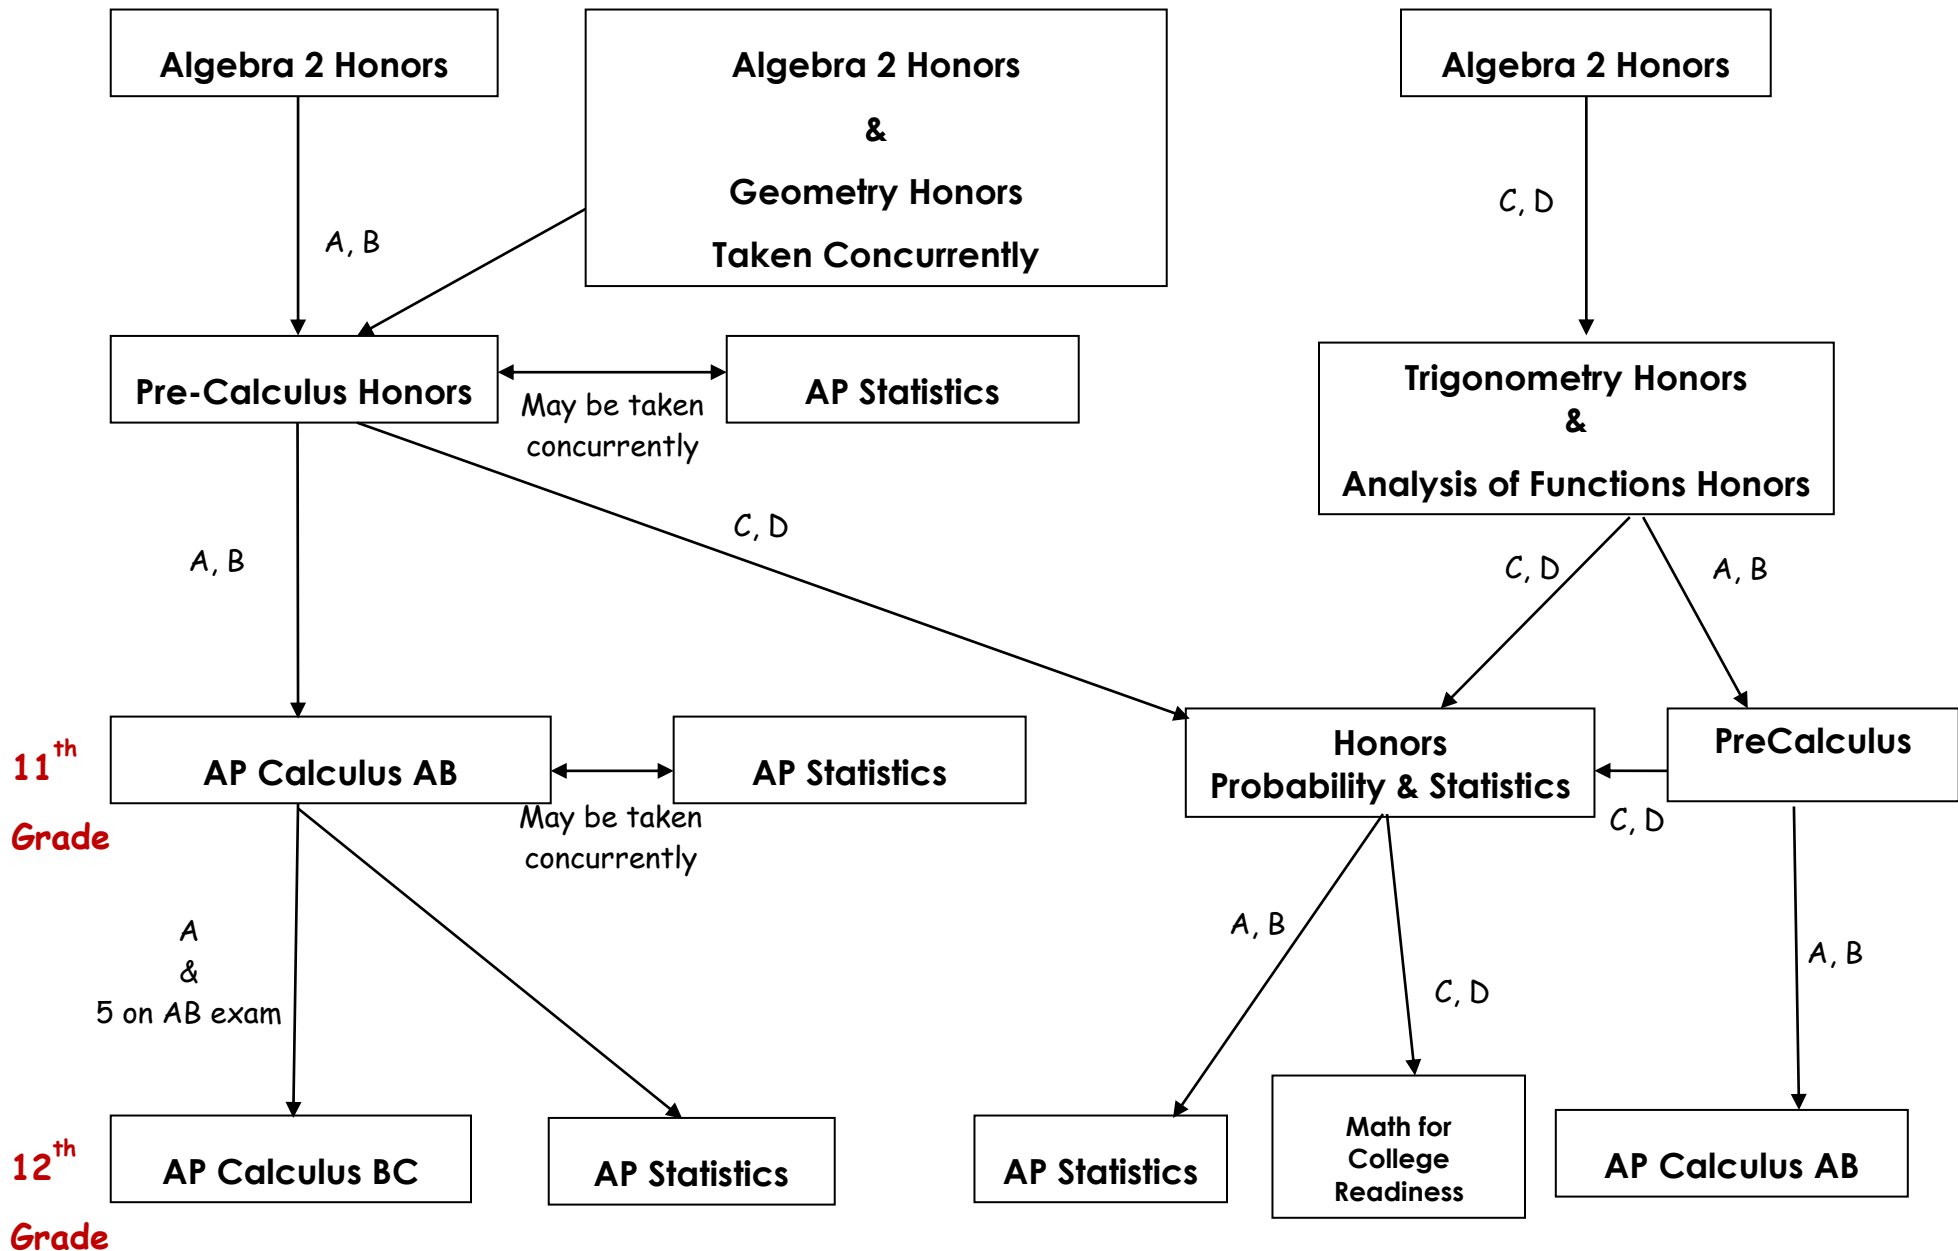 Algebra 2 Honors
Algebra 2 Honors
&
Geometry Honors
Taken Concurrently
Algebra 2 Honors
A, B
C, D
Pre-Calculus Honors
May be taken
concurrently
AP Statistics
Trigonometry Honors
&
Analysis of Functions Honors
A, B
C, D
C, D
A, B
11th
Grade
AP Calculus AB
May be taken
concurrently
AP Statistics
Honors
Probability & Statistics
C, D
PreCalculus
A
&
5 on AB exam
A, B
C, D
A, B
12th
Grade
AP Calculus BC
AP Statistics
AP Statistics
Math for
College
Readiness
AP Calculus AB